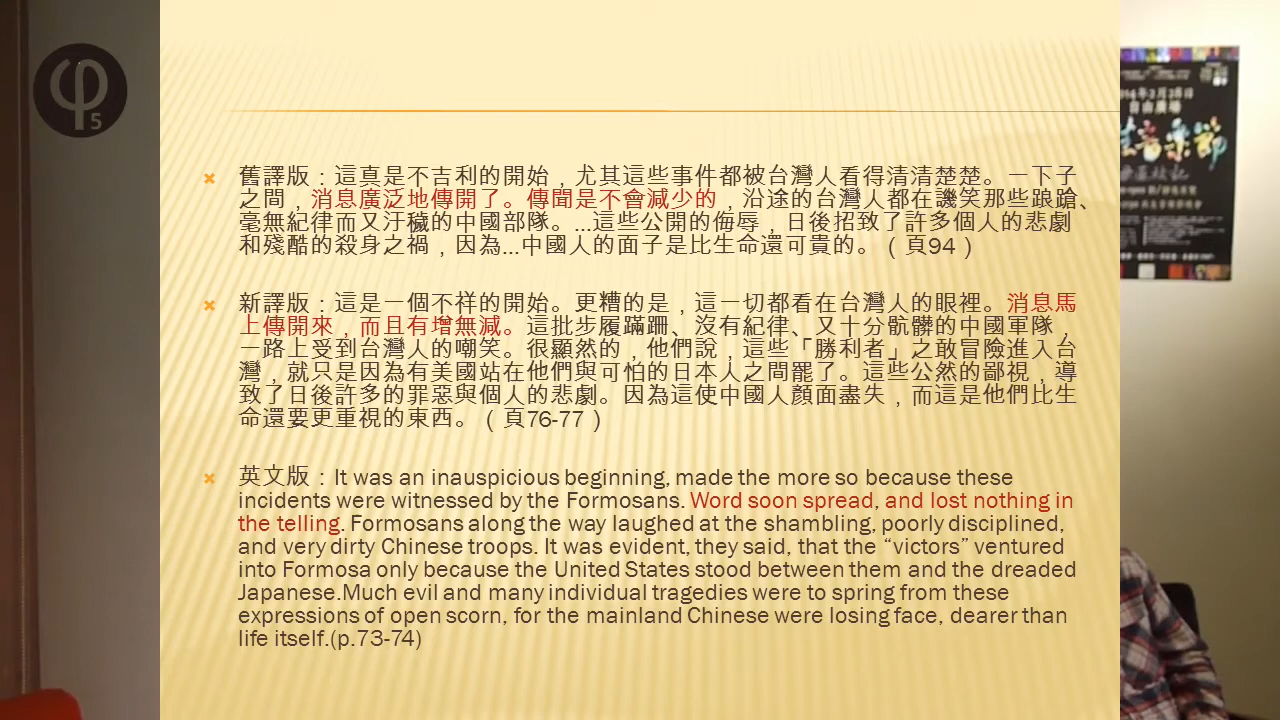 φ5
舊譯版：這真是不吉利的開始，尤其這些事件都被台灣人看得清清楚楚。一下子
之間，消息廣泛地傳開了。傳聞是不會減少的，沿途的台灣人都在譏笑那些踉蹌、
毫無紀律而又汙穢的中國部隊。...這些公開的侮辱，日後招致了許多個人的悲劇
和殘酷的殺身之禍，因為...中國人的面子是比生命還可貴的。（頁94）
新譯版：這是一個不祥的開始。更糟的是，這一切都看在台灣人的眼裡。消息馬
上傳開來，而且有增無減。這批步履蹣跚、沒有紀律、又十分骯髒的中國軍隊，
一路上受到台灣人的嘲笑。很顯然的，他們說，這些「勝利者」之敢冒險進入台
灣，就只是因為有美國站在他們與可怕的日本人之間罷了。這些公然的鄙視，導
致了日後許多的罪惡與個人的悲劇。因為這使中國人顏面盡失，而這是他們比生
命還要更重視的東西。（頁76-77）
英文版：It was an inauspicious beginning, made the more so because these
incidents were witnessed by the Formosans. Word soon spread, and lost nothing in
the telling. Formosans along the way laughed at the shambling, poorly disciplined,
and very dirty Chinese troops. It was evident, they said, that the “victors” ventured
into Formosa only because the United States stood between them and the dreaded
Japanese.Much evil and many individual tragedies were to spring from these
expressions of open scorn, for the mainland Chinese were losing face, dearer than
life itself.(p.73-74)
年2月28日
自由廣場
音樂節